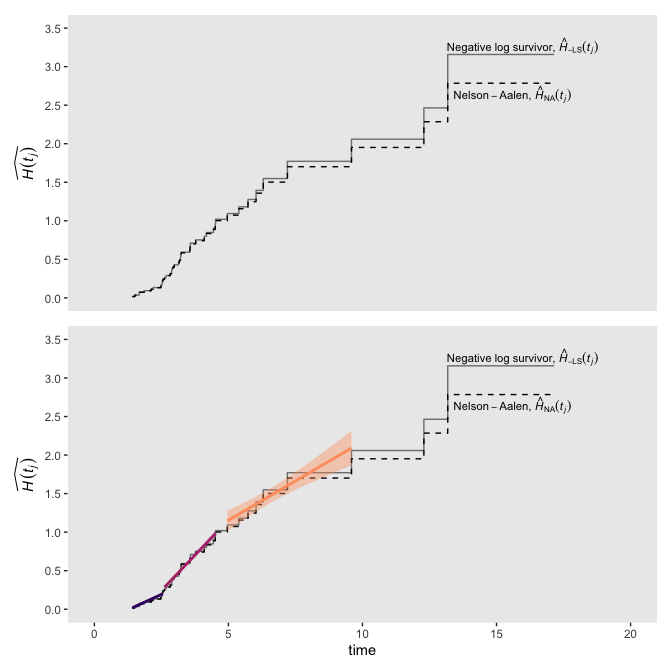 3.5
Negative log survivor, Ĥ₋LS(tⱼ)
3.0
Nelson – Aalen, Ĥ_NA(tⱼ)
2.5
2.0
Ĥ(tⱼ)
1.5
1.0
0.5
0.0
3.5
Negative log survivor, Ĥ₋LS(tⱼ)
3.0
Nelson – Aalen, Ĥ_NA(tⱼ)
2.5
2.0
Ĥ(tⱼ)
1.5
1.0
0.5
0.0
0 5 10 15 20
time